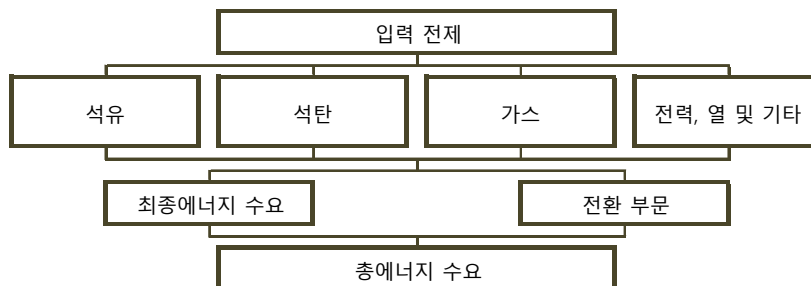 입력 전제
석유
석탄
가스
전력, 열 및 기타
최종에너지 수요
전환 부문
총에너지 수요